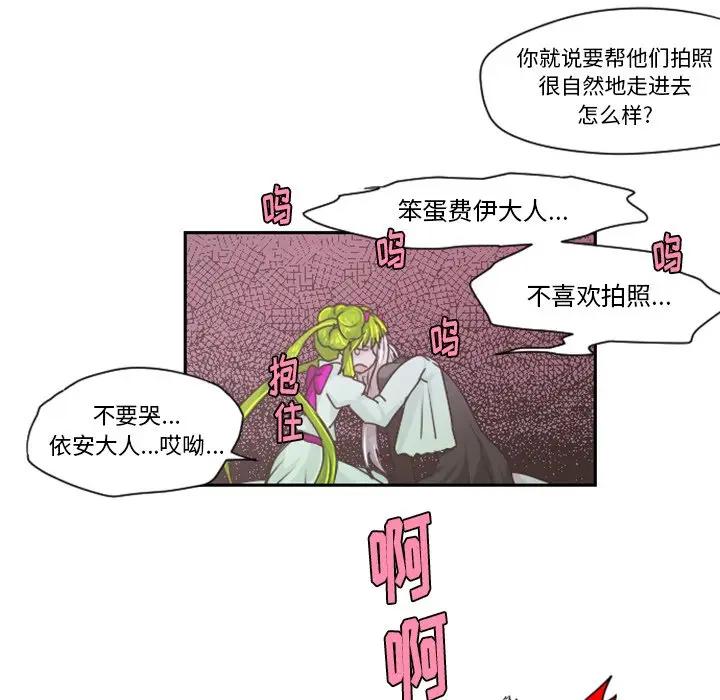 你就说要帮他们拍照
很自然地走进去
怎么样?
呜
笨蛋费伊大人...
呜
呜
不喜欢拍照...
呜
抱住
不要哭...
依安大人...哎呦...
啊
啊